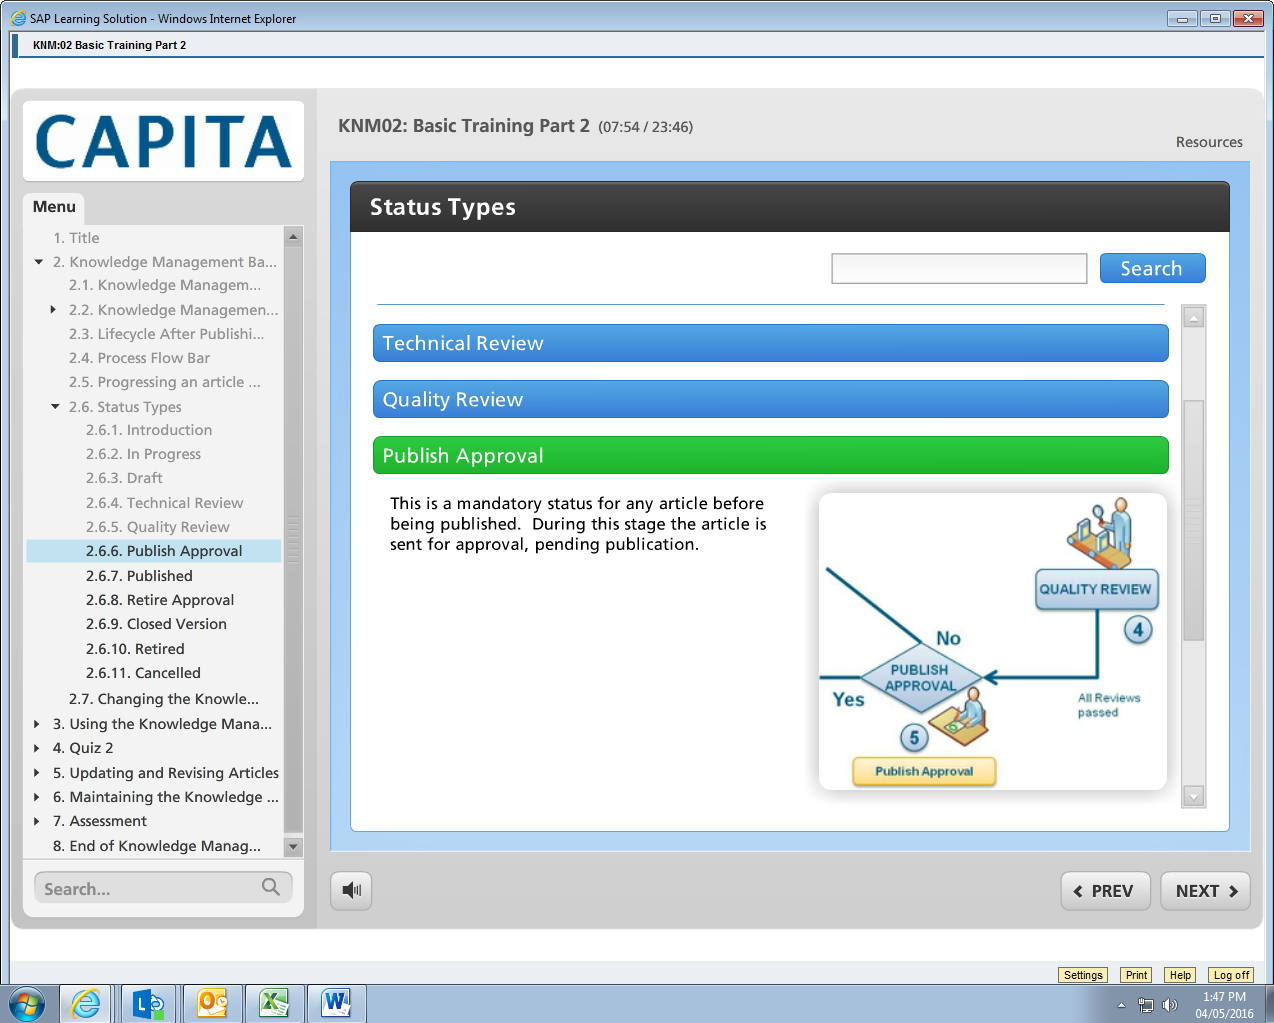 SAP Learning Solution - Windows Internet Explorer
KNM:02 Basic Training Part 2
CAPITA
KNM02: Basic Training Part 2 (07:54 / 23:46)
Resources
Menu
1. Title
2. Knowledge Management Ba...
2.1. Knowledge Managem...
2.2. Knowledge Managemen...
2.3. Lifecycle After Publishi...
2.4. Process Flow Bar
2.5. Progressing an article ...
2.6. Status Types
2.6.1. Introduction
2.6.2. In Progress
2.6.3. Draft
2.6.4. Technical Review
2.6.5. Quality Review
2.6.6. Publish Approval
2.6.7. Published
2.6.8. Retire Approval
2.6.9. Closed Version
2.6.10. Retired
2.6.11. Cancelled
2.7. Changing the Knowle...
3. Using the Knowledge Mana...
4. Quiz 2
5. Updating and Revising Articles
6. Maintaining the Knowledge ...
7. Assessment
8. End of Knowledge Manag...
Search...
Status Types
Search
Technical Review
Quality Review
Publish Approval
This is a mandatory status for any article before
being published. During this stage the article is
sent for approval, pending publication.
QUALITY REVIEW
4
No
PUBLISH
APPROVAL
Yes
All Reviews
passed
5
Publish Approval
PREV
NEXT
Settings
Print
Help
Log off
1:47 PM
04/05/2016